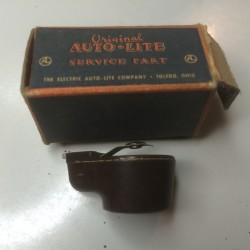 Original
AUTO-LITE
SERVICE PART
THE ELECTRIC AUTO-LITE COMPANY • TOLEDO, OHIO